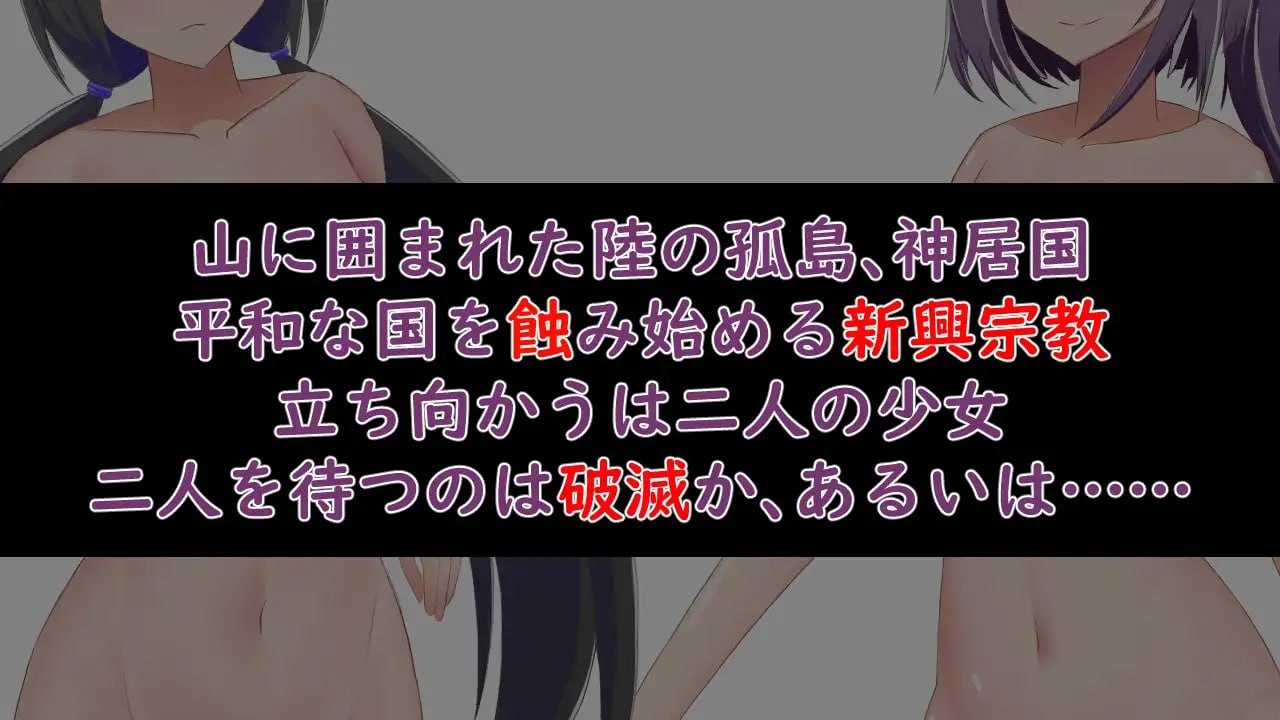 山に囲まれた陸の孤島、神居国
平和な国を蝕み始める新興宗教
立ち向かうは二人の少女
二人を待つのは破滅か、あるいは……